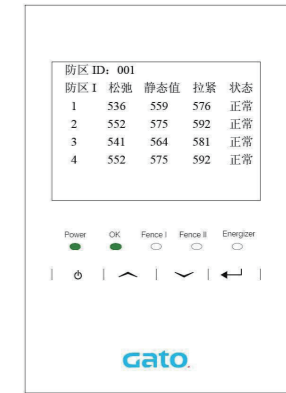 防区 ID：001
防区 I 松弛 静态值 拉紧 状态
1 536 559 576 正常
2 552 575 592 正常
3 541 564 581 正常
4 552 575 592 正常
Power OK Fence I Fence II Energizer
Gato